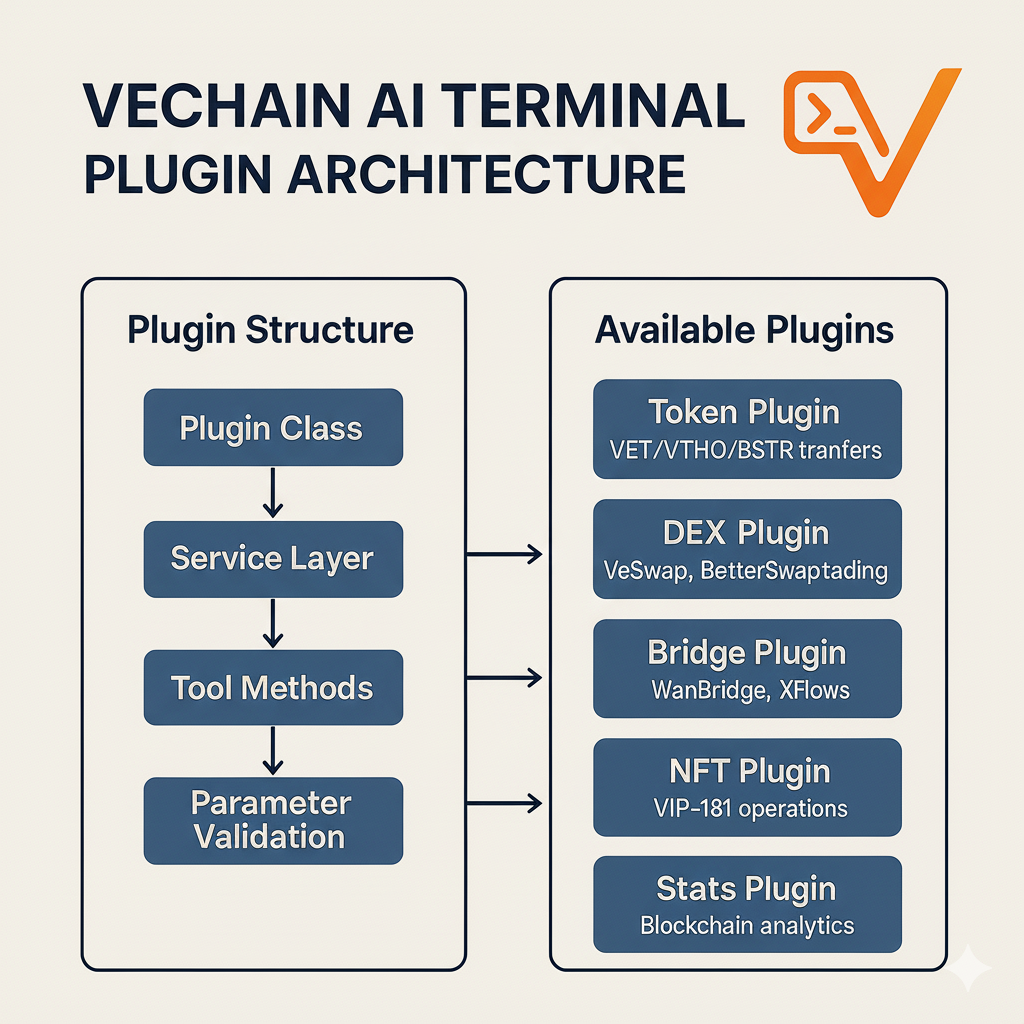 VECHAIN AI TERMINAL
PLUGIN ARCHITECTURE
Plugin Structure
Plugin Class
Service Layer
Tool Methods
Parameter
Validation
Available Plugins
Token Plugin
VET/VTHO/BSTR tranfers
DEX Plugin
VeSwap, BetterSwaptading
Bridge Plugin
WanBridge, XFlows
NFT Plugin
VIP-181 operations
Stats Plugin
Blockchain analytics